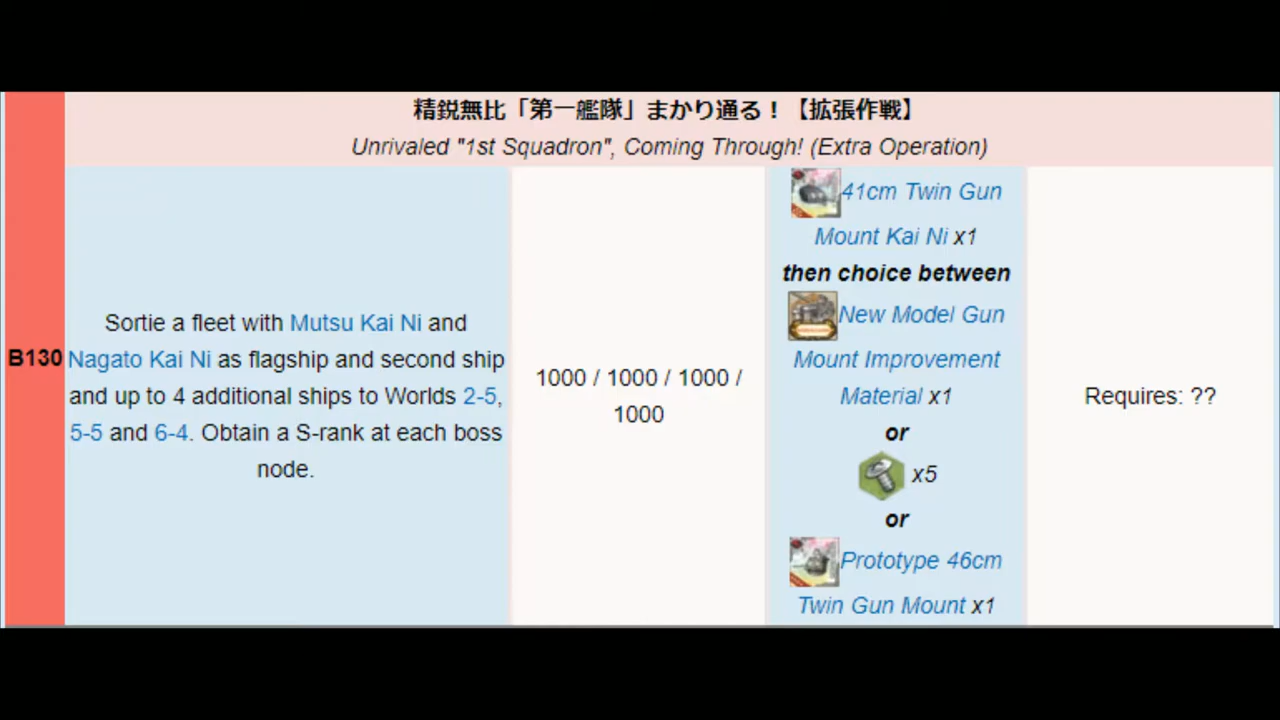 精鋭無比「第一艦隊」まかり通る！【拡張作戦】
Unrivaled "1st Squadron", Coming Through! (Extra Operation)
B130
Sortie a fleet with Mutsu Kai Ni and
Nagato Kai Ni as flagship and second ship
and up to 4 additional ships to Worlds 2-5,
5-5 and 6-4. Obtain a S-rank at each boss
node.
1000 / 1000 / 1000 /
1000
41cm Twin Gun
Mount Kai Ni x1
then choice between
New Model Gun
Mount Improvement
Material x1
or
x5
or
Prototype 46cm
Twin Gun Mount x1
Requires: ??